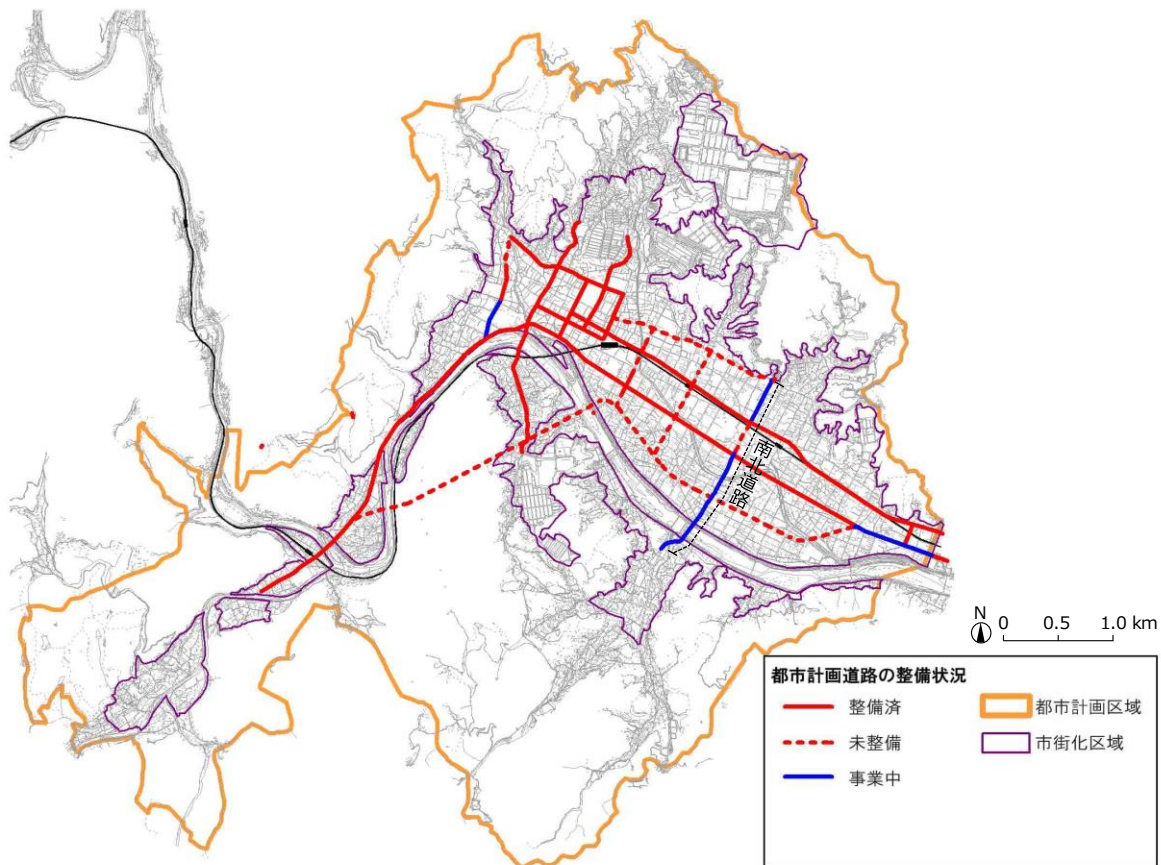 南北道路
N
0 0.5 1.0 km
都市計画道路の整備状況
整備済
未整備
事業中
都市計画区域
市街化区域